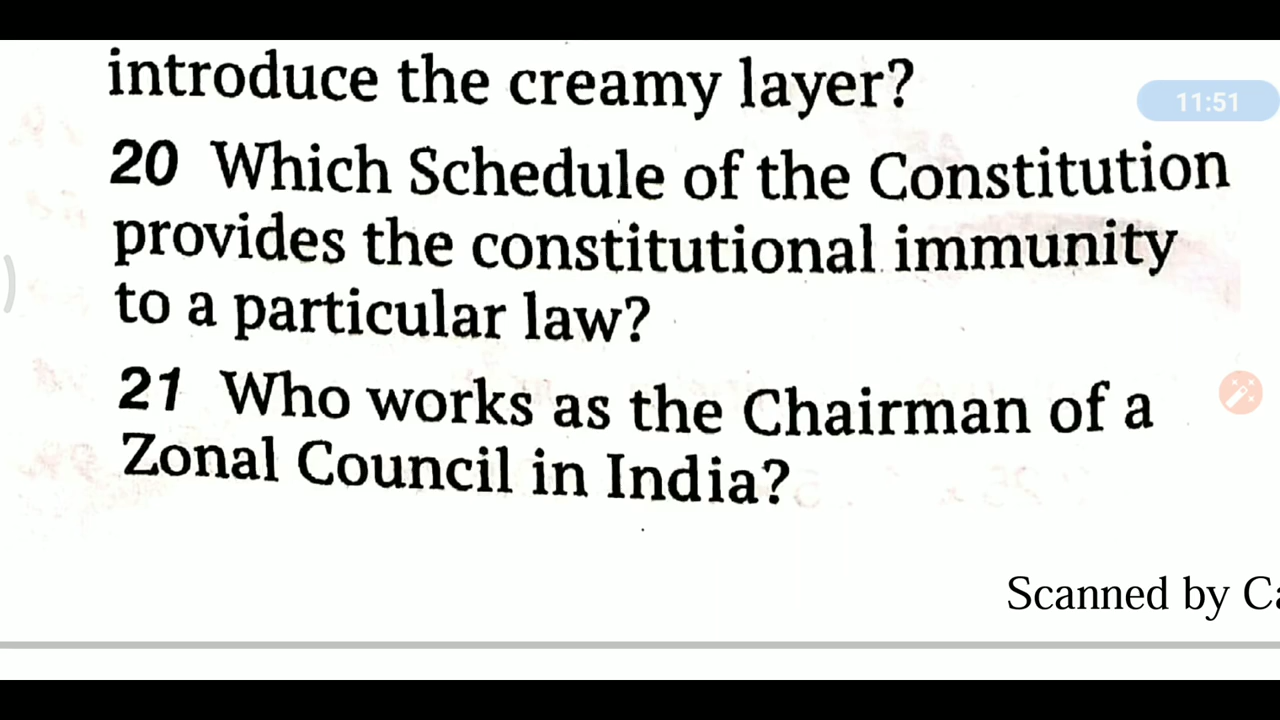 introduce the creamy layer?
11:51
20 Which Schedule of the Constitution
provides the constitutional immunity
to a particular law?
21 Who works as the Chairman of a
Zonal Council in India?
Scanned by Ca